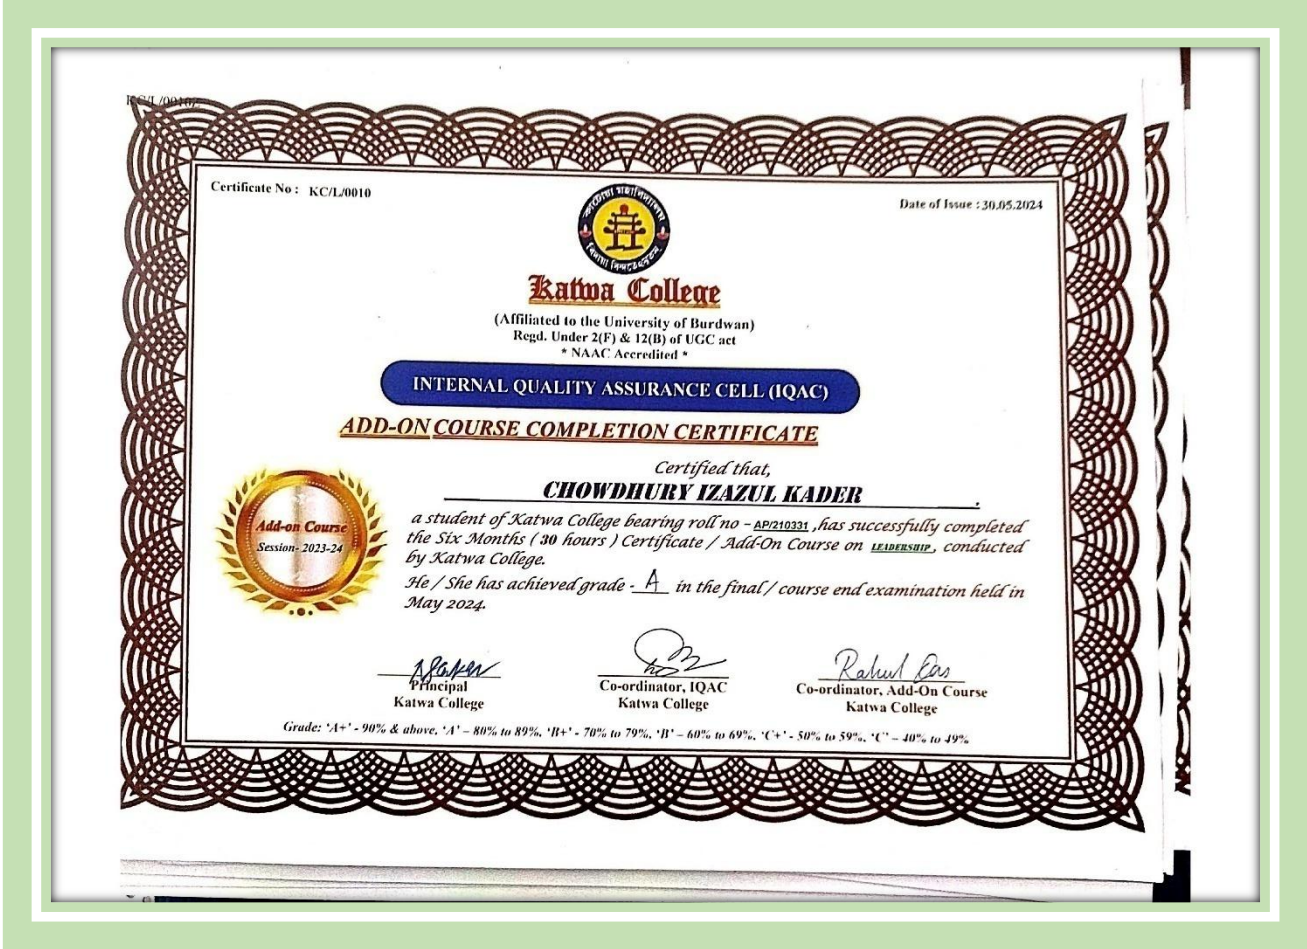 KC/L/0010/
Certificate No : KC/L/0010
Date of Issue : 30.05.2024
Katwa College
(Affiliated to the University of Burdwan)
Regd. Under 2(F) & 12(B) of UGC act
* NAAC Accredited *
INTERNAL QUALITY ASSURANCE CELL (IQAC)
ADD-ON COURSE COMPLETION CERTIFICATE
Certified that,
CHOWDHURY IZAZUL KADER
Add-on Course
Session- 2023-24
a student of Katwa College bearing roll no - AP/210331 , has successfully completed
the Six Months ( 30 hours ) Certificate / Add-On Course on LEADERSHIP, conducted
by Katwa College.
He / She has achieved grade - A in the final / course end examination held in
May 2024.
Rahul Das
Principal
Katwa College
Co-ordinator, IQAC
Katwa College
Co-ordinator, Add-On Course
Katwa College
Grade: 'A+' - 90% & above, 'A' – 80% to 89%, 'B+' - 70% to 79%, 'B' – 60% to 69%, 'C+' - 50% to 59%, 'C' – 40% to 49%